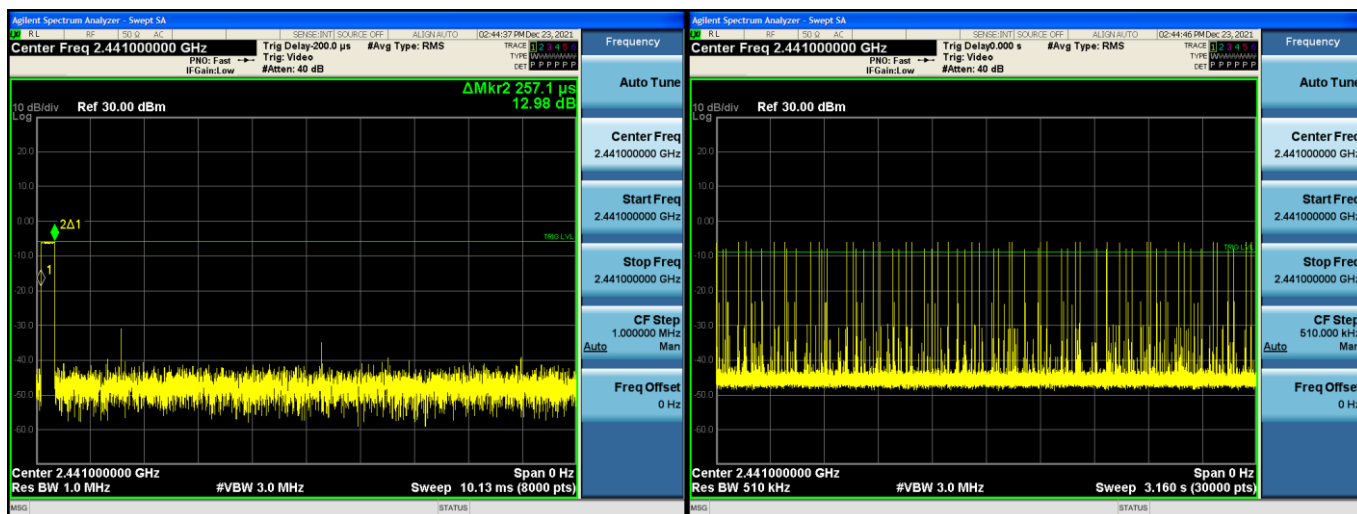 Agilent Spectrum Analyzer - Swept SA
RL RF 50 Ω AC SENSE:INT SOURCE OFF ALIGN AUTO 02:44:37 PM Dec 23, 2021
Center Freq 2.441000000 GHz
Trig Delay-200.0 µs #Avg Type: RMS
TRACE 1 2 3 4 5 6
PNO: Fast
Trig: Video
TYPE
IFGain:Low
#Atten: 40 dB
DET P P P P P P
ΔMkr2 257.1 µs
12.98 dB
10 dB/div Ref 30.00 dBm
Log
20.0
10.0
0.00
-10.0
-20.0
-30.0
-40.0
-50.0
-60.0
2Δ1
1
TRIG LVL
Center 2.441000000 GHz Span 0 Hz
Res BW 1.0 MHz #VBW 3.0 MHz Sweep 10.13 ms (8000 pts)
MSG STATUS
Frequency
Auto Tune
Center Freq
2.441000000 GHz
Start Freq
2.441000000 GHz
Stop Freq
2.441000000 GHz
CF Step
1.000000 MHz
Auto Man
Freq Offset
0 Hz
Agilent Spectrum Analyzer - Swept SA
RL RF 50 Ω AC SENSE:INT SOURCE OFF ALIGN AUTO 02:44:46 PM Dec 23, 2021
Center Freq 2.441000000 GHz
Trig Delay0.000 s #Avg Type: RMS
TRACE 1 2 3 4 5 6
PNO: Fast
Trig: Video
TYPE
IFGain:Low
#Atten: 40 dB
DET P P P P P P
10 dB/div Ref 30.00 dBm
Log
20.0
10.0
0.00
-10.0
-20.0
-30.0
-40.0
-50.0
-60.0
TRIG LVL
Center 2.441000000 GHz Span 0 Hz
Res BW 510 kHz #VBW 3.0 MHz Sweep 3.160 s (30000 pts)
MSG STATUS
Frequency
Auto Tune
Center Freq
2.441000000 GHz
Start Freq
2.441000000 GHz
Stop Freq
2.441000000 GHz
CF Step
510.000 kHz
Auto Man
Freq Offset
0 Hz